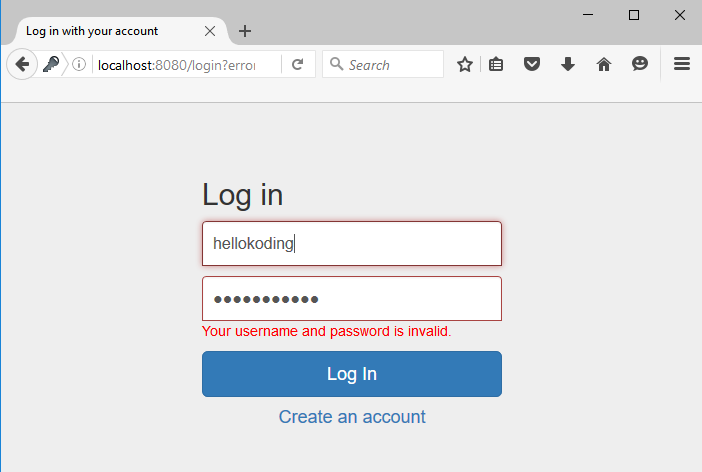 Log in with your account
localhost:8080/login?error
Search
Log in
hellokoding
Your username and password is invalid.
Log In
Create an account